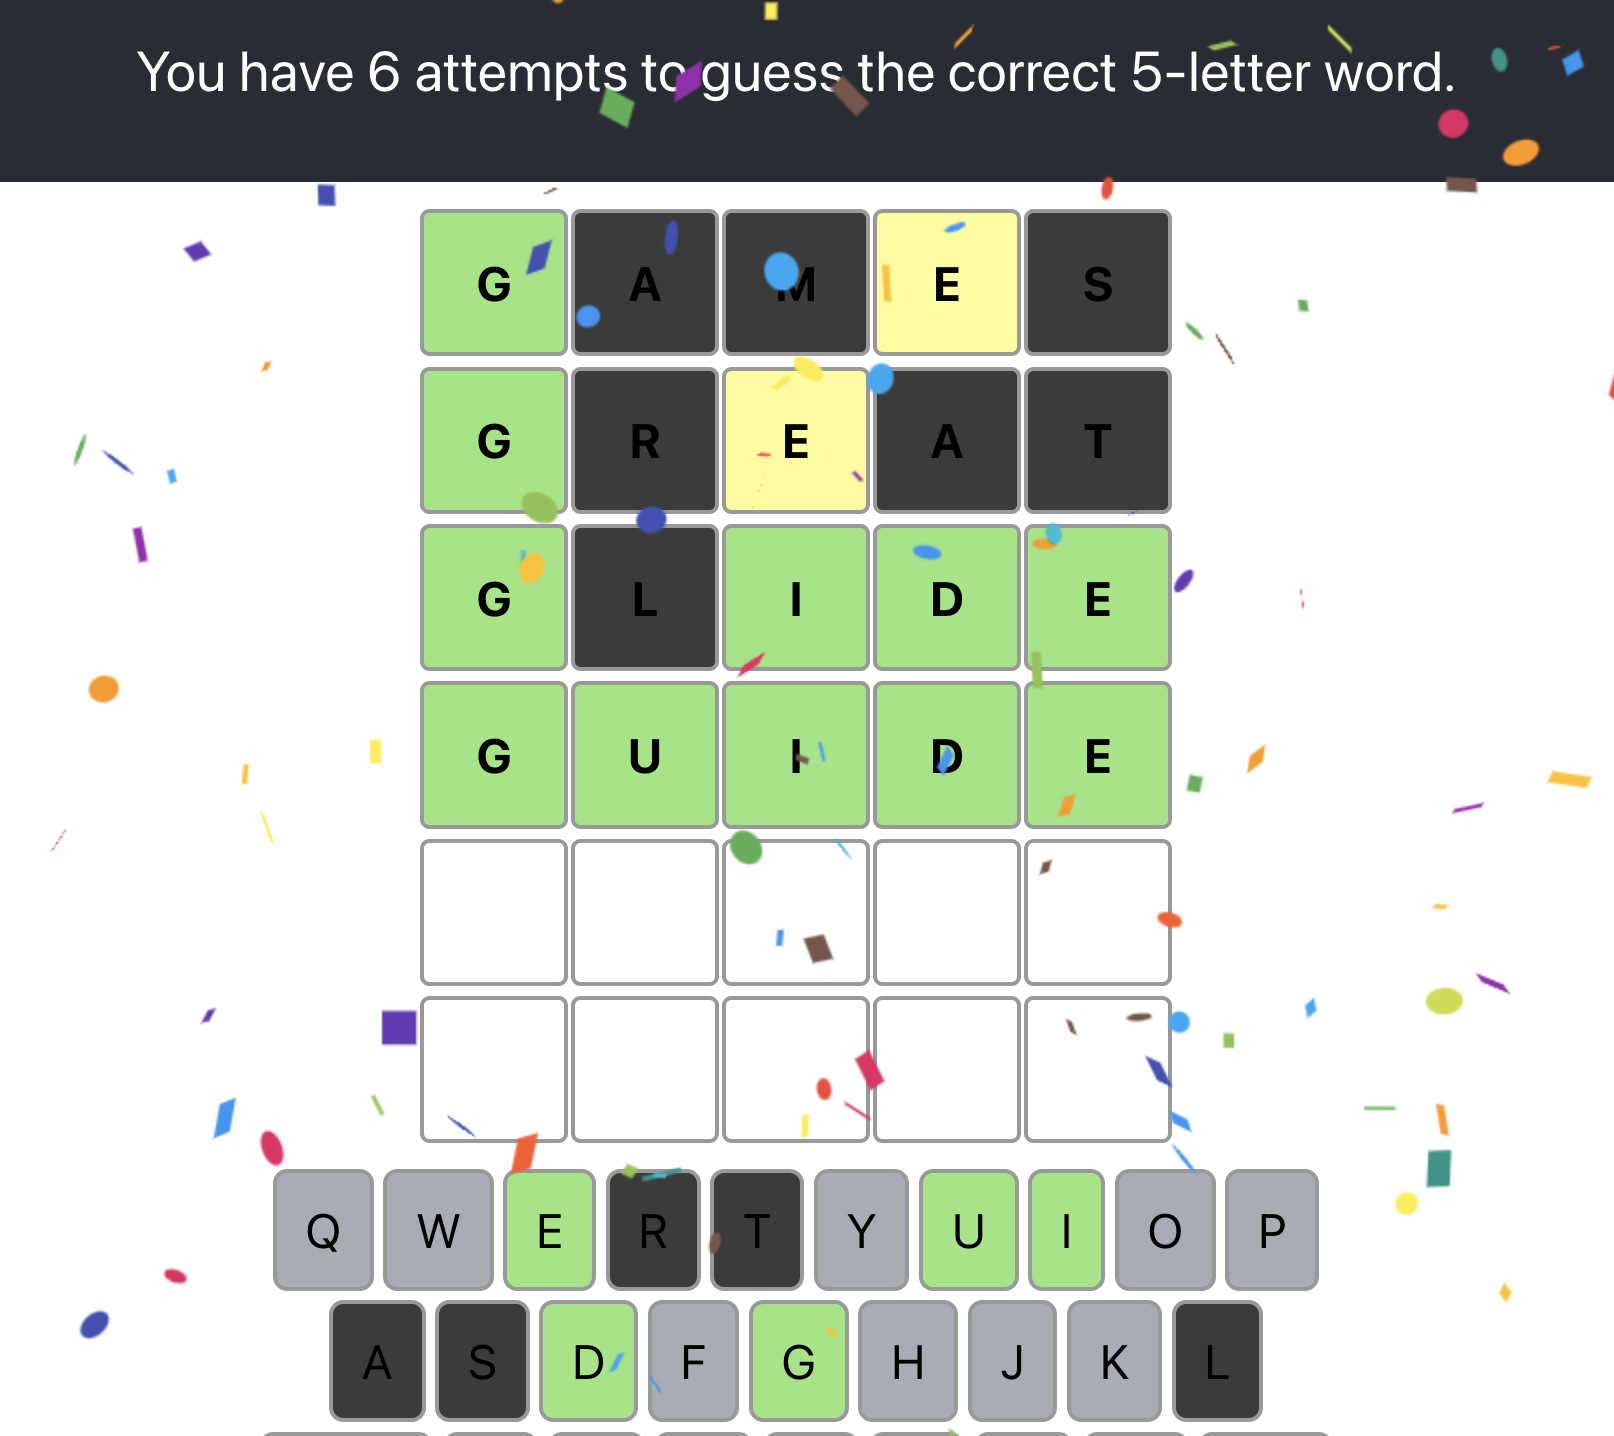 You have 6 attempts to guess the correct 5-letter word.
G A M E S
G R E A T
G L I D E
G U I D E
Q W E R T Y U I O P
A S D F G H J K L